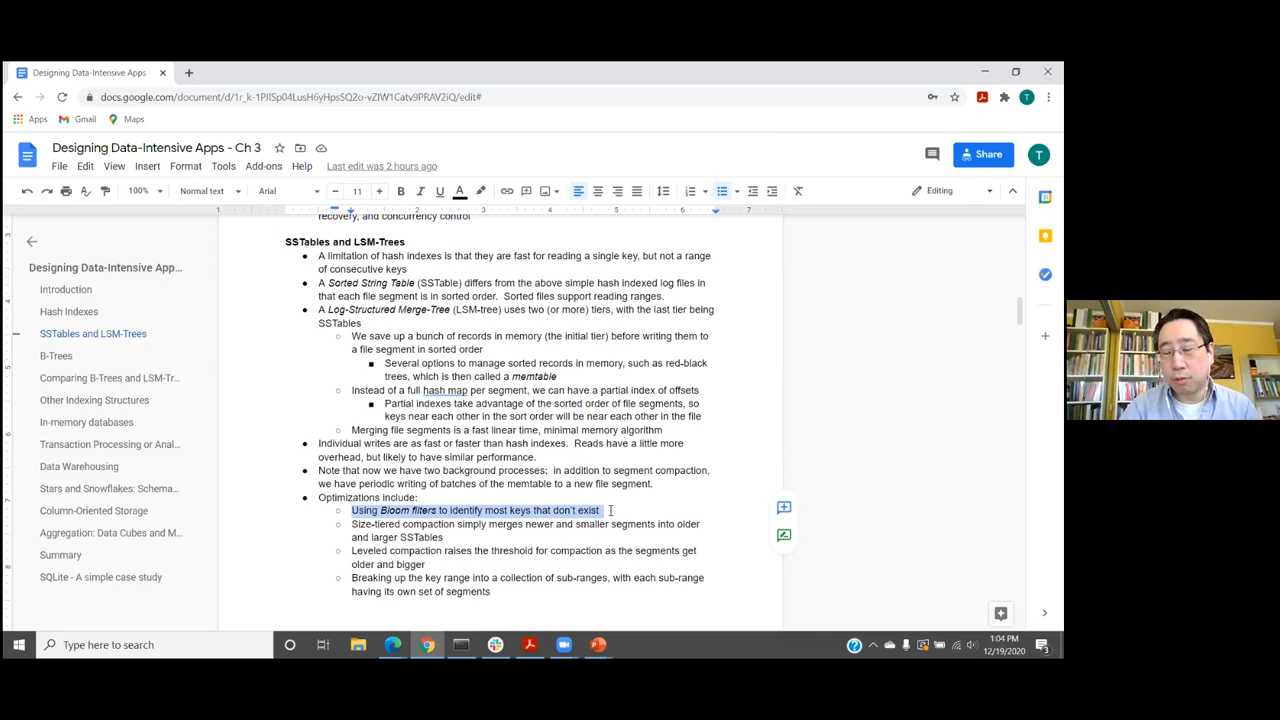 Designing Data-Intensive Apps
docs.google.com/document/d/1r_k-1PJlSp04LusH6yHpsSQ2o-vZIW1Catv9PRAV2iQ/edit#
T
Apps Gmail Maps
Designing Data-Intensive Apps - Ch 3
Share
T
File Edit View Insert Format Tools Add-ons Help Last edit was 2 hours ago
100% Normal text Arial 11 B I U A Editing
1 1 2 3 4 5 6 7
recovery, and concurrency control
Designing Data-Intensive App...
Introduction
Hash Indexes
SSTables and LSM-Trees
B-Trees
Comparing B-Trees and LSM-Tr...
Other Indexing Structures
In-memory databases
Transaction Processing or Anal...
Data Warehousing
Stars and Snowflakes: Schema...
Column-Oriented Storage
Aggregation: Data Cubes and M...
Summary
SQLite - A simple case study
SSTables and LSM-Trees
● A limitation of hash indexes is that they are fast for reading a single key, but not a range
of consecutive keys
● A Sorted String Table (SSTable) differs from the above simple hash indexed log files in
that each file segment is in sorted order. Sorted files support reading ranges.
● A Log-Structured Merge-Tree (LSM-tree) uses two (or more) tiers, with the last tier being
SSTables
○ We save up a bunch of records in memory (the initial tier) before writing them to
a file segment in sorted order
■ Several options to manage sorted records in memory, such as red-black
trees, which is then called a memtable
○ Instead of a full hash map per segment, we can have a partial index of offsets
■ Partial indexes take advantage of the sorted order of file segments, so
keys near each other in the sort order will be near each other in the file
○ Merging file segments is a fast linear time, minimal memory algorithm
● Individual writes are as fast or faster than hash indexes. Reads have a little more
overhead, but likely to have similar performance.
● Note that now we have two background processes: in addition to segment compaction,
we have periodic writing of batches of the memtable to a new file segment.
● Optimizations include:
○ Using Bloom filters to identify most keys that don't exist
○ Size-tiered compaction simply merges newer and smaller segments into older
and larger SSTables
○ Leveled compaction raises the threshold for compaction as the segments get
older and bigger
○ Breaking up the key range into a collection of sub-ranges, with each sub-range
having its own set of segments
Type here to search
1:04 PM
12/19/2020
3